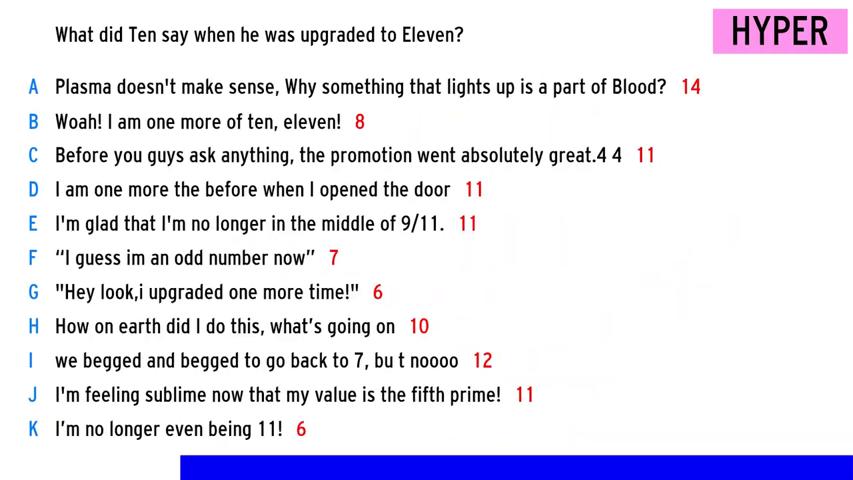 What did Ten say when he was upgraded to Eleven?
HYPER
A Plasma doesn't make sense, Why something that lights up is a part of Blood? 14
B Woah! I am one more of ten, eleven! 8
C Before you guys ask anything, the promotion went absolutely great.4 4 11
D I am one more the before when I opened the door 11
E I'm glad that I'm no longer in the middle of 9/11. 11
F “I guess im an odd number now” 7
G "Hey look,i upgraded one more time!" 6
H How on earth did I do this, what's going on 10
I we begged and begged to go back to 7, bu t noooo 12
J I'm feeling sublime now that my value is the fifth prime! 11
K I’m no longer even being 11! 6